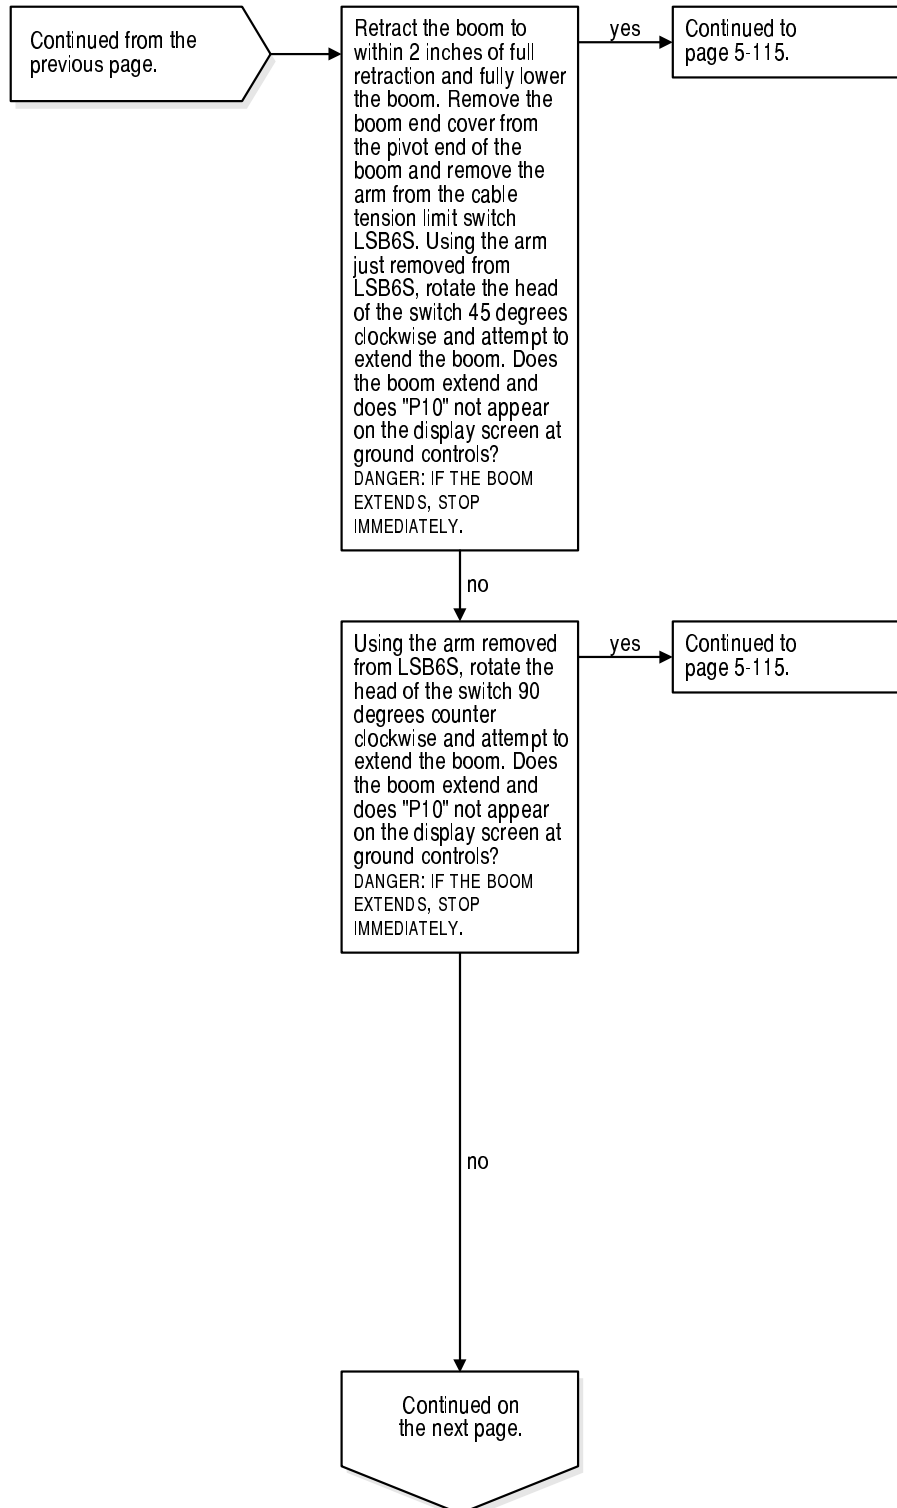 Continued from the
previous page.
Retract the boom to
within 2 inches of full
retraction and fully lower
the boom. Remove the
boom end cover from
the pivot end of the
boom and remove the
arm from the cable
tension limit switch
LSB6S. Using the arm
just removed from
LSB6S, rotate the head
of the switch 45 degrees
clockwise and attempt to
extend the boom. Does
the boom extend and
does "P10" not appear
on the display screen at
ground controls?
DANGER: IF THE BOOM
EXTENDS, STOP
IMMEDIATELY.
yes
Continued to
page 5-115.
no
Using the arm removed
from LSB6S, rotate the
head of the switch 90
degrees counter
clockwise and attempt to
extend the boom. Does
the boom extend and
does "P10" not appear
on the display screen at
ground controls?
DANGER: IF THE BOOM
EXTENDS, STOP
IMMEDIATELY.
yes
Continued to
page 5-115.
no
Continued on
the next page.